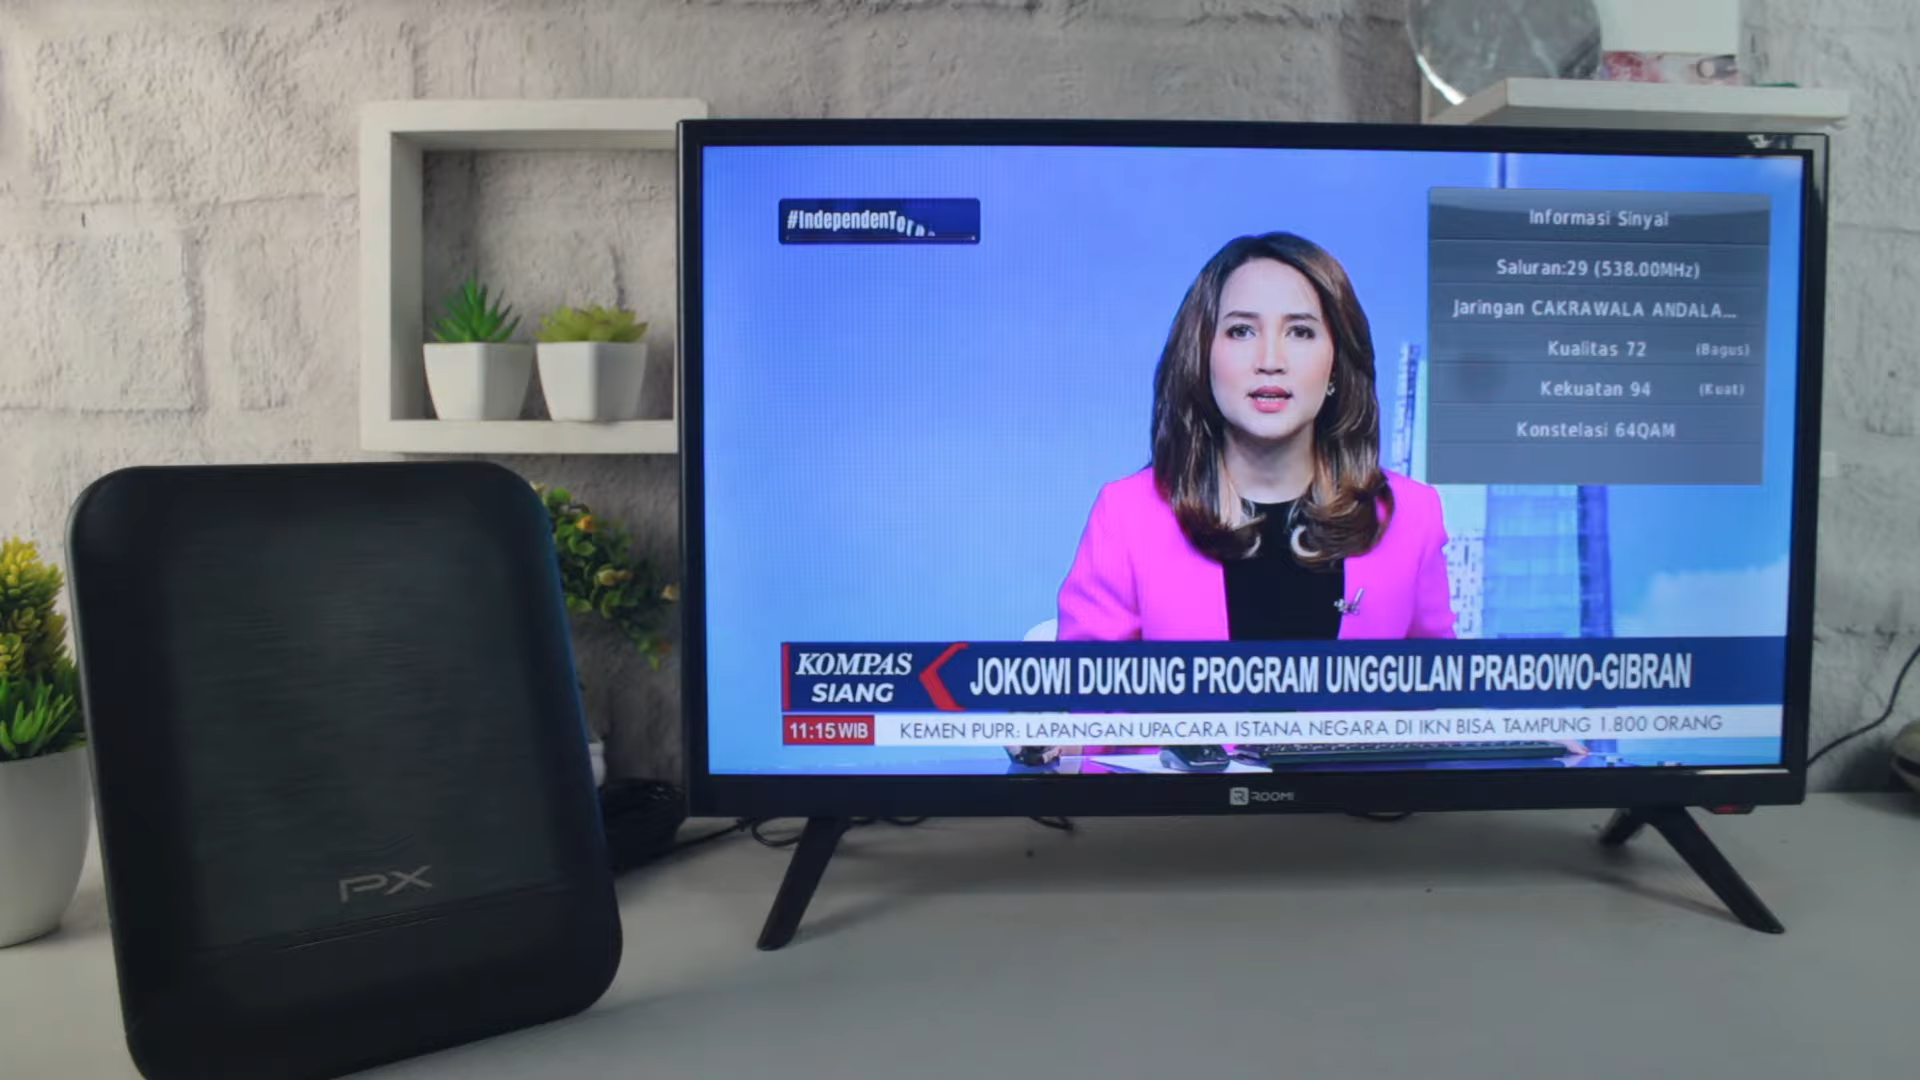 #IndependenT
Informasi Sinyal
Saluran:29 (538.00MHz)
Jaringan CAKRAWALA ANDALA...
Kualitas 72 (Bagus)
Kekuatan 94 (Kuat)
Konstelasi 64QAM
KOMPAS
SIANG
JOKOWI DUKUNG PROGRAM UNGGULAN PRABOWO-GIBRAN
11:15 WIB
KEMEN PUPR: LAPANGAN UPACARA ISTANA NEGARA DI IKN BISA TAMPUNG 1.800 ORANG
ROOMI
PX